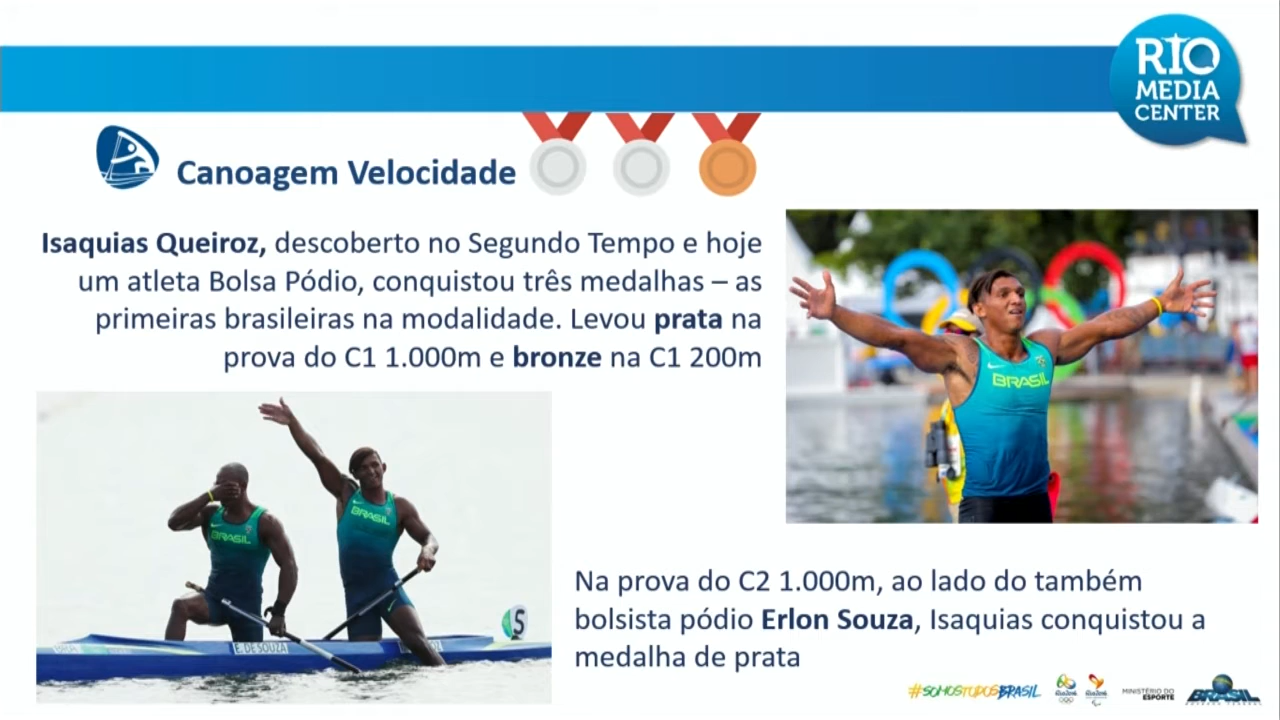 RIO
MEDIA
CENTER
Canoagem Velocidade
Isaquias Queiroz, descoberto no Segundo Tempo e hoje
um atleta Bolsa Pódio, conquistou três medalhas – as
primeiras brasileiras na modalidade. Levou prata na
prova do C1 1.000m e bronze na C1 200m
BRASIL
BRASIL
BRASIL
5
E. DE SOUZA
Na prova do C2 1.000m, ao lado do também
bolsista pódio Erlon Souza, Isaquias conquistou a
medalha de prata
#SOMOSTODOSBRASIL
MINISTÉRIO DO
ESPORTE
BRASIL